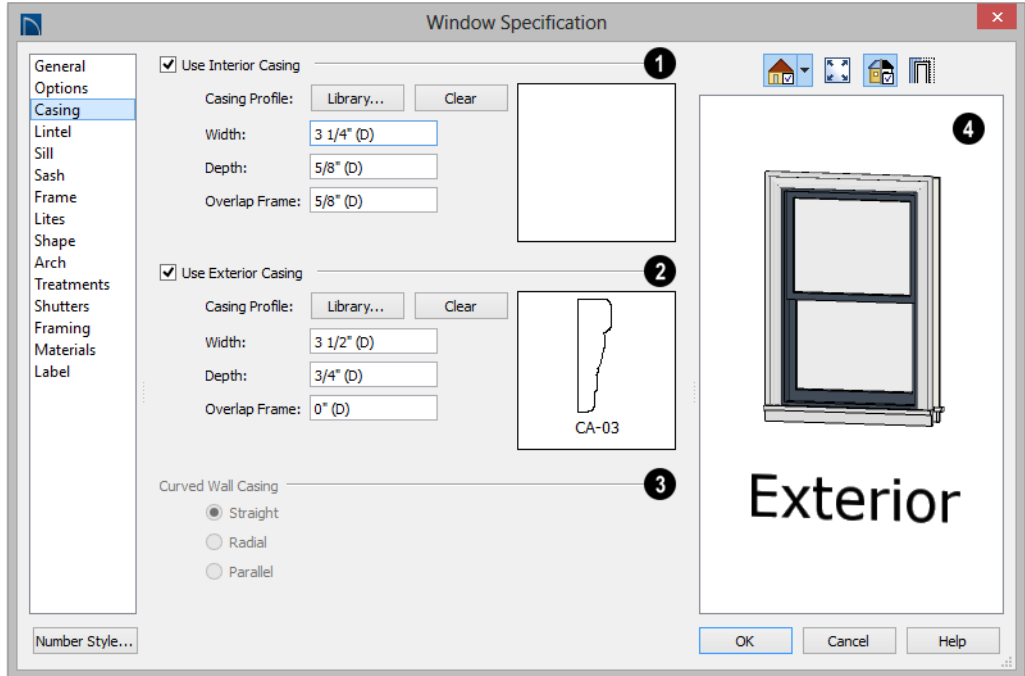 Window Specification
General
Options
Casing
Lintel
Sill
Sash
Frame
Lites
Shape
Arch
Treatments
Shutters
Framing
Materials
Label
Number Style...
Use Interior Casing
1
Casing Profile:
Library...
Clear
Width:
3 1/4" (D)
Depth:
5/8" (D)
Overlap Frame:
5/8" (D)
Use Exterior Casing
2
Casing Profile:
Library...
Clear
Width:
3 1/2" (D)
Depth:
3/4" (D)
Overlap Frame:
0" (D)
CA-03
Curved Wall Casing
3
Straight
Radial
Parallel
4
Exterior
OK
Cancel
Help